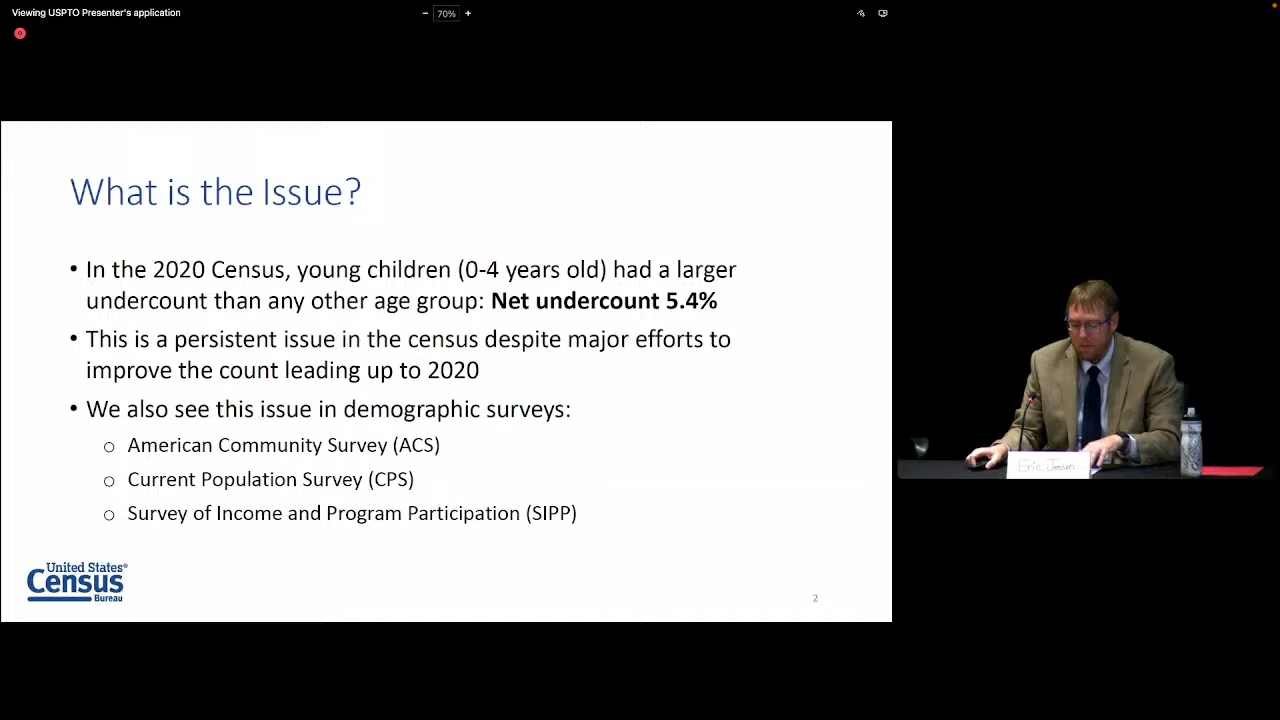 Viewing USPTO Presenter's application
− 70% +
What is the Issue?
• In the 2020 Census, young children (0-4 years old) had a larger
undercount than any other age group: Net undercount 5.4%
• This is a persistent issue in the census despite major efforts to
improve the count leading up to 2020
• We also see this issue in demographic surveys:
o American Community Survey (ACS)
o Current Population Survey (CPS)
o Survey of Income and Program Participation (SIPP)
United States®
Census
Bureau
2
Eric Jensen